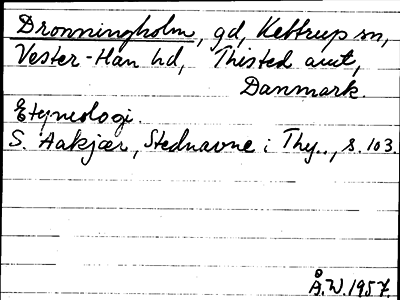 Dronningholm, gd, Kettrup sn,
Vester-Han hd, Thisted amt,
Danmark.
Etymologi.
S. Aakjær, Stednavne i Thy.., s. 103.
Å.W. 1957.